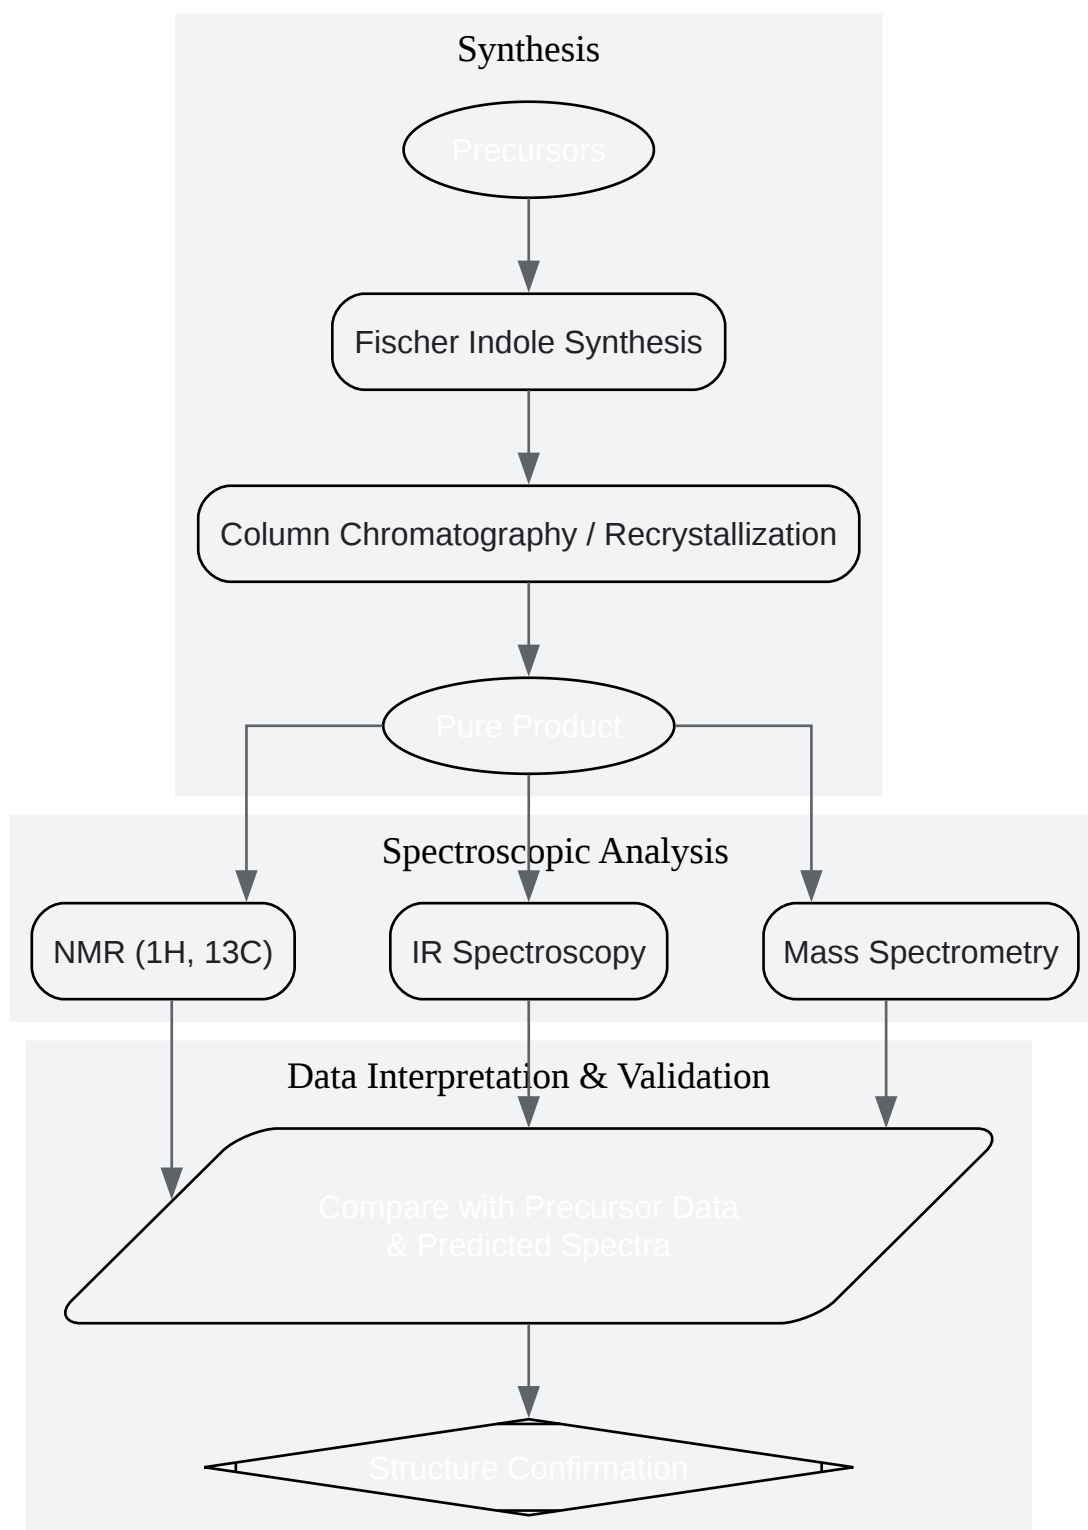 Synthesis
Precursors
Fischer Indole Synthesis
Column Chromatography / Recrystallization
Pure Product
Spectroscopic Analysis
NMR (1H, 13C)
IR Spectroscopy
Mass Spectrometry
Data Interpretation & Validation
Compare with Precursor Data
& Predicted Spectra
Structure Confirmation